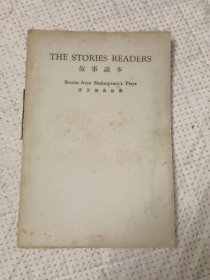 THE STORIES READERS
故事讀本
Stories from Shakespeare's Plays